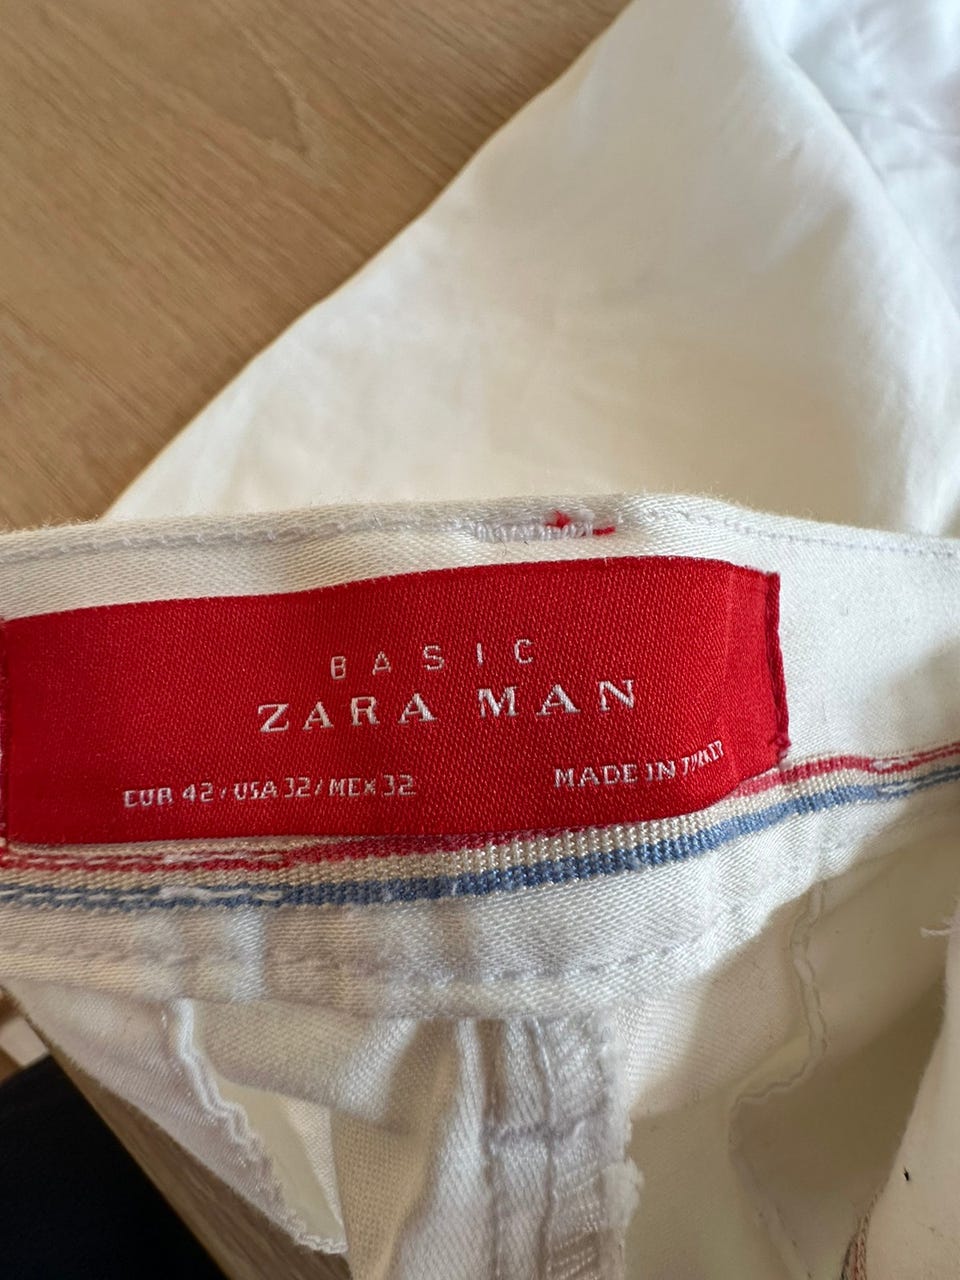 BASIC
ZARA MAN
EUR 42/USA 32/MEX 32
MADE IN TURKEY